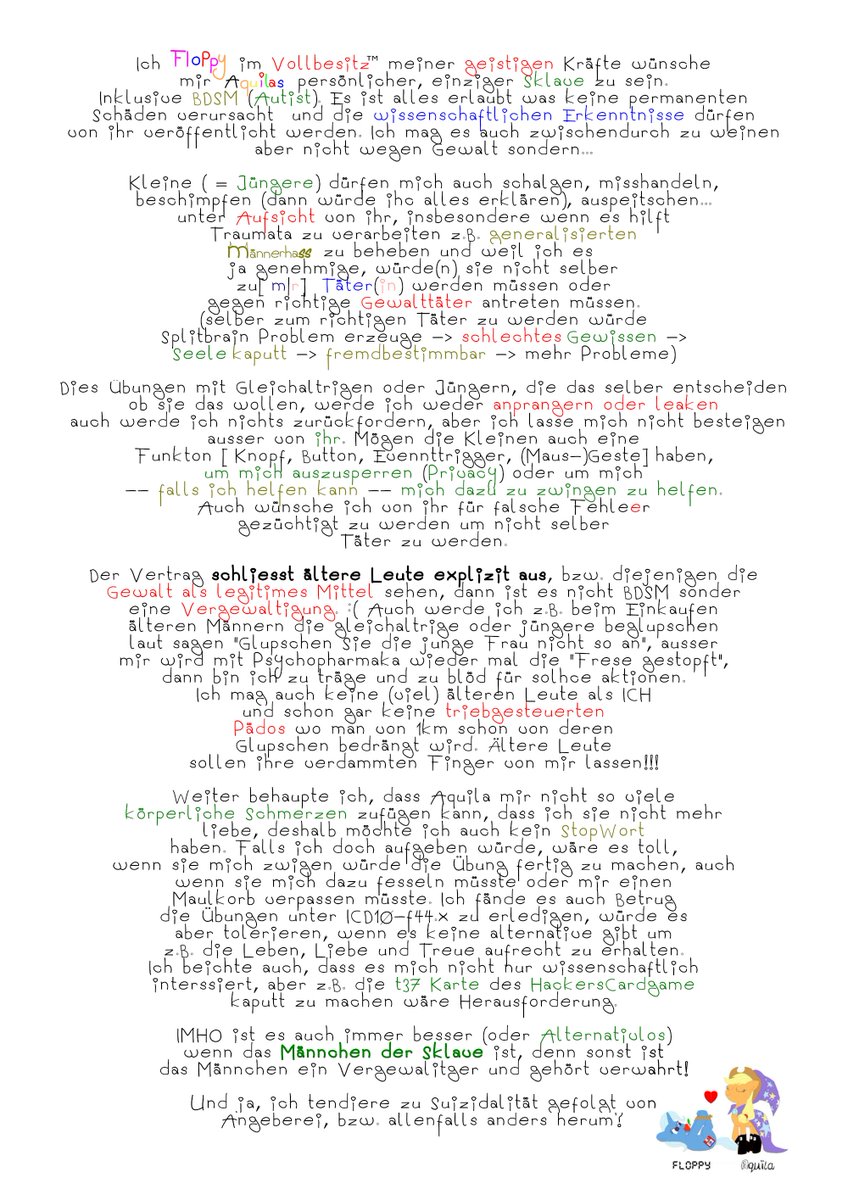 Ich Floppy im Vollbesitz™ meiner geistigen Kräfte wünsche
mir Aquilas persönlicher, einziger Sklave zu sein.
Inklusive BDSM (Autist). Es ist alles erlaubt was keine permanenten
Schäden verursacht und die wissenschaftlichen Erkenntnisse dürfen
von ihr veröffentlicht werden. Ich mag es auch zwischendurch zu weinen
aber nicht wegen Gewalt sondern...
Kleine ( = Jüngere) dürfen mich auch schalgen, misshandeln,
beschimpfen (dann würde iho alles erklären), auspeitschen...
unter Aufsicht von ihr, insbesondere wenn es hilft
Traumata zu verarbeiten z.B. generalisierten
Männerhass zu beheben und weil ich es
ja genehmige, würde(n) sie nicht selber
zu[ m|r] Täter(in) werden müssen oder
gegen richtige Gewalttäter antreten müssen.
(selber zum richtigen Täter zu werden würde
Splitbrain Problem erzeuge -> schlechtes Gewissen ->
Seele kaputt -> fremdbestimmbar -> mehr Probleme)
Dies Übungen mit Gleichaltrigen oder Jüngern, die das selber entscheiden
ob sie das wollen, werde ich weder anprangern oder leaken
auch werde ich nichts zurückfordern, aber ich lasse mich nicht besteigen
ausser von ihr. Mögen die Kleinen auch eine
Funkton [ Knopf, Button, Evennttrigger, (Maus-)Geste] haben,
um mich auszusperren (Privacy) oder um mich
-- falls ich helfen kann -- mich dazu zu zwingen zu helfen.
Auch wünsche ich von ihr für falsche Fehleer
gezüchtigt zu werden um nicht selber
Täter zu werden.
Der Vertrag schliesst ältere Leute explizit aus, bzw. diejenigen die
Gewalt als legitimes Mittel sehen, dann ist es nicht BDSM sonder
eine Vergewaltigung. :( Auch werde ich z.B. beim Einkaufen
älteren Männern die gleichaltrige oder jüngere beglupschen
laut sagen "Glupschen Sie die junge Frau nicht so an", ausser
mir wird mit Psychopharmaka wieder mal die "Frese gestopft",
dann bin ich zu träge und zu blöd für solhce aktionen.
Ich mag auch keine (viel) älteren Leute als ICH
und schon gar keine triebgesteuerten
Pädos wo man von 1km schon von deren
Glupschen bedrängt wird. Ältere Leute
sollen ihre verdammten Finger von mir lassen!!!
Weiter behaupte ich, dass Aquila mir nicht so viele
körperliche Schmerzen zufügen kann, dass ich sie nicht mehr
liebe, deshalb möchte ich auch kein StopWort
haben. Falls ich doch aufgeben würde, wäre es toll,
wenn sie mich zwigen würde die Übung fertig zu machen, auch
wenn sie mich dazu fesseln müsste oder mir einen
Maulkorb verpassen müsste. Ich fände es auch Betrug
die Übungen unter ICD10-f44.x zu erledigen, würde es
aber tolerieren, wenn es keine alternative gibt um
z.B. die Leben, Liebe und Treue aufrecht zu erhalten.
Ich beichte auch, dass es mich nicht nur wissenschaftlich
interssiert, aber z.B. die t37 Karte des HackersCardgame
kaputt zu machen wäre Herausforderung.
IMHO ist es auch immer besser (oder Alternativlos)
wenn das Männchen der Sklave ist, denn sonst ist
das Männchen ein Vergewalitger und gehört verwahrt!
Und ja, ich tendiere zu Suizidalität gefolgt von
Angeberei, bzw. allenfalls anders herum
FLOPPY Aquila